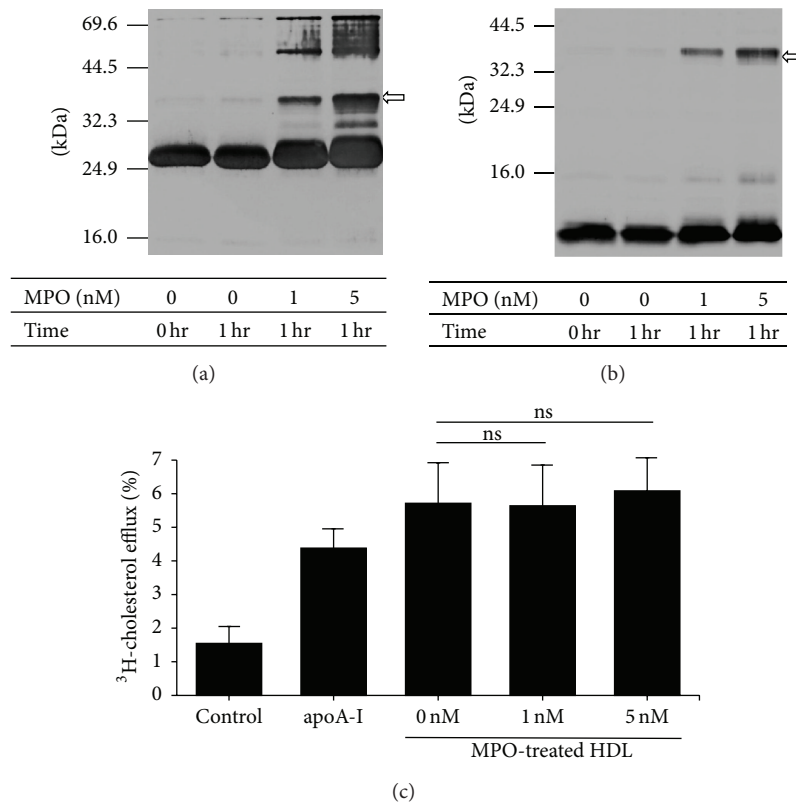 69.6
44.5
32.3
24.9
16.0
(kDa)
MPO (nM) 0 0 1 5
Time 0 hr 1 hr 1 hr 1 hr
(a)
44.5
32.3
24.9
16.0
(kDa)
MPO (nM) 0 0 1 5
Time 0 hr 1 hr 1 hr 1 hr
(b)
ns
ns
7
6
5
4
3
2
1
0
³H-cholesterol efflux (%)
Control apoA-I 0 nM 1 nM 5 nM
MPO-treated HDL
(c)